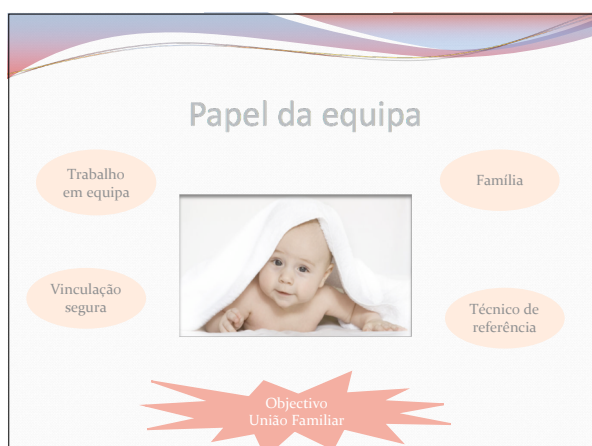 Papel da equipa
Trabalho
em equipa
Família
Vinculação
segura
Técnico de
referência
Objectivo
União Familiar